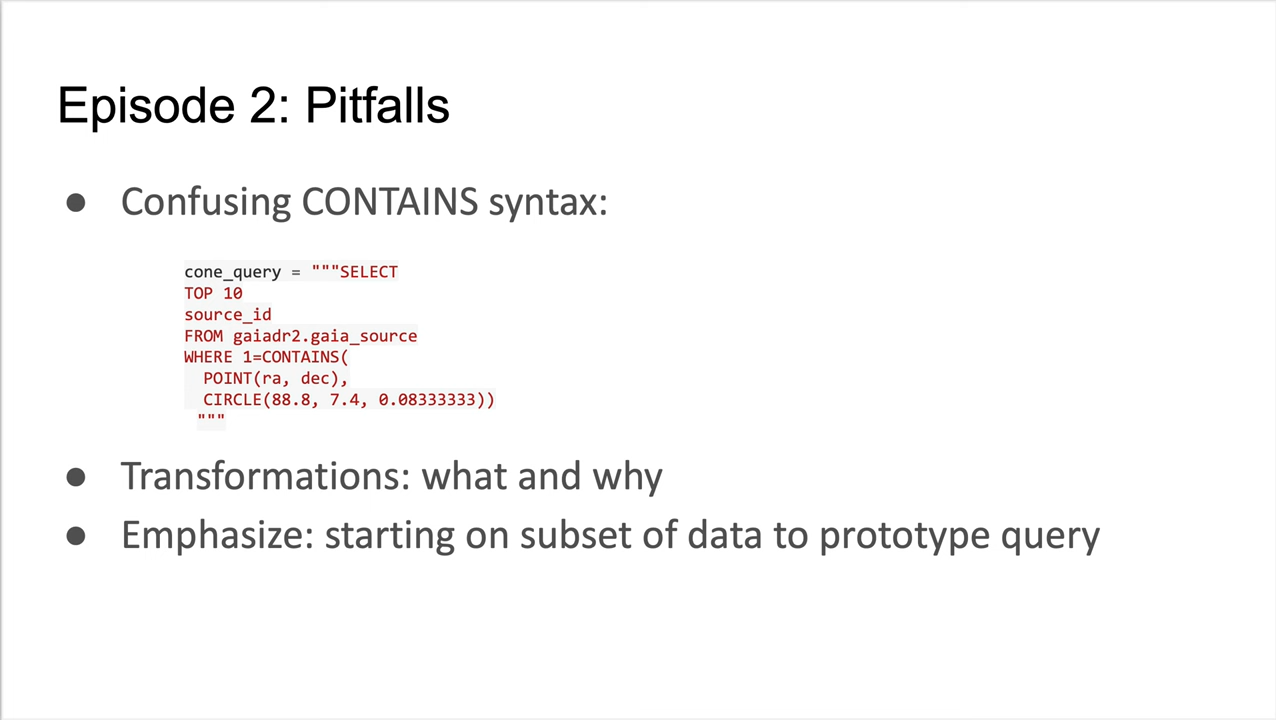 Episode 2: Pitfalls
● Confusing CONTAINS syntax:
cone_query = """SELECT
TOP 10
source_id
FROM gaiadr2.gaia_source
WHERE 1=CONTAINS(
  POINT(ra, dec),
  CIRCLE(88.8, 7.4, 0.08333333))
 """
● Transformations: what and why
● Emphasize: starting on subset of data to prototype query